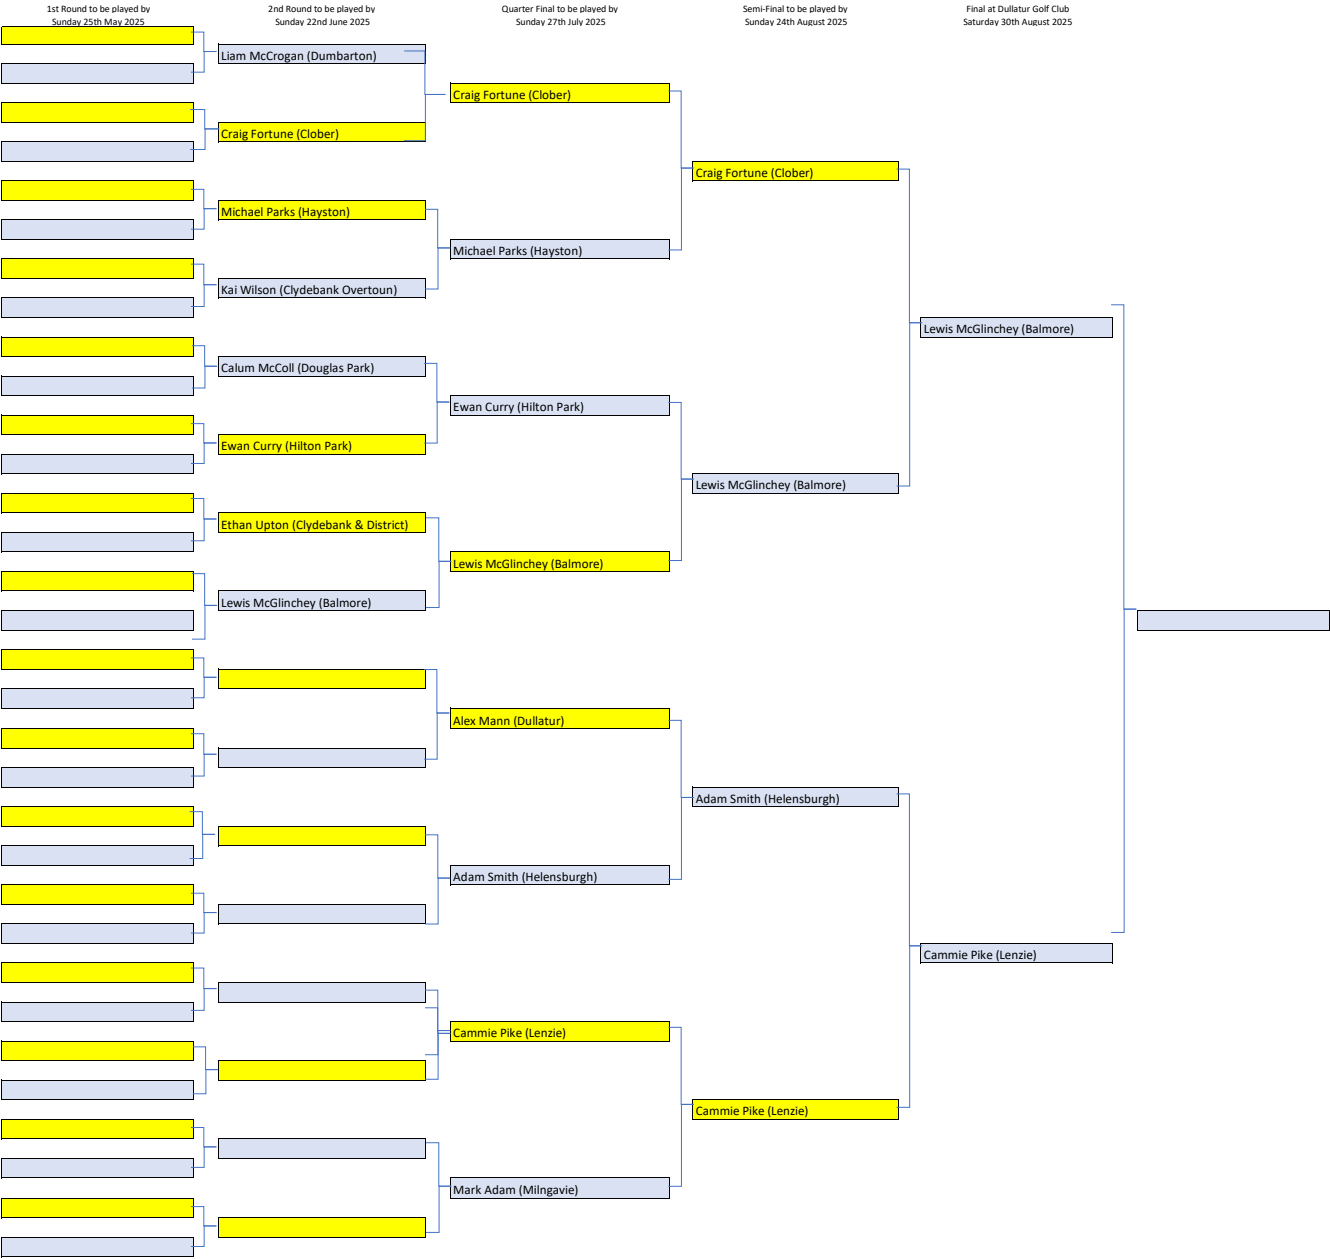 1st Round to be played by
Sunday 25th May 2025
2nd Round to be played by
Sunday 22nd June 2025
Quarter Final to be played by
Sunday 27th July 2025
Semi-Final to be played by
Sunday 24th August 2025
Final at Dullatur Golf Club
Saturday 30th August 2025
Liam McCrogan (Dumbarton)
Craig Fortune (Clober)
Michael Parks (Hayston)
Kai Wilson (Clydebank Overtoun)
Calum McColl (Douglas Park)
Ewan Curry (Hilton Park)
Ethan Upton (Clydebank & District)
Lewis McGlinchey (Balmore)
Craig Fortune (Clober)
Michael Parks (Hayston)
Ewan Curry (Hilton Park)
Lewis McGlinchey (Balmore)
Alex Mann (Dullatur)
Adam Smith (Helensburgh)
Cammie Pike (Lenzie)
Mark Adam (Milngavie)
Craig Fortune (Clober)
Lewis McGlinchey (Balmore)
Adam Smith (Helensburgh)
Cammie Pike (Lenzie)
Lewis McGlinchey (Balmore)
Cammie Pike (Lenzie)